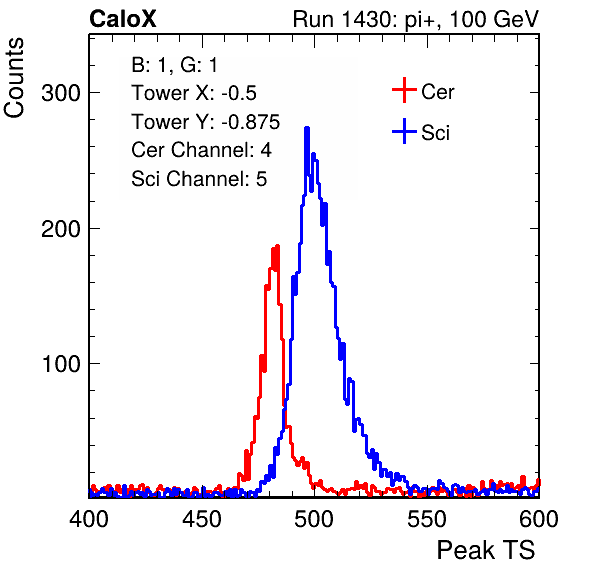 CaloX Run 1430: pi+, 100 GeV
Counts
B: 1, G: 1
Tower X: -0.5
Tower Y: -0.875
Cer Channel: 4
Sci Channel: 5
Cer
Sci
300
200
100
400 450 500 550 600
Peak TS